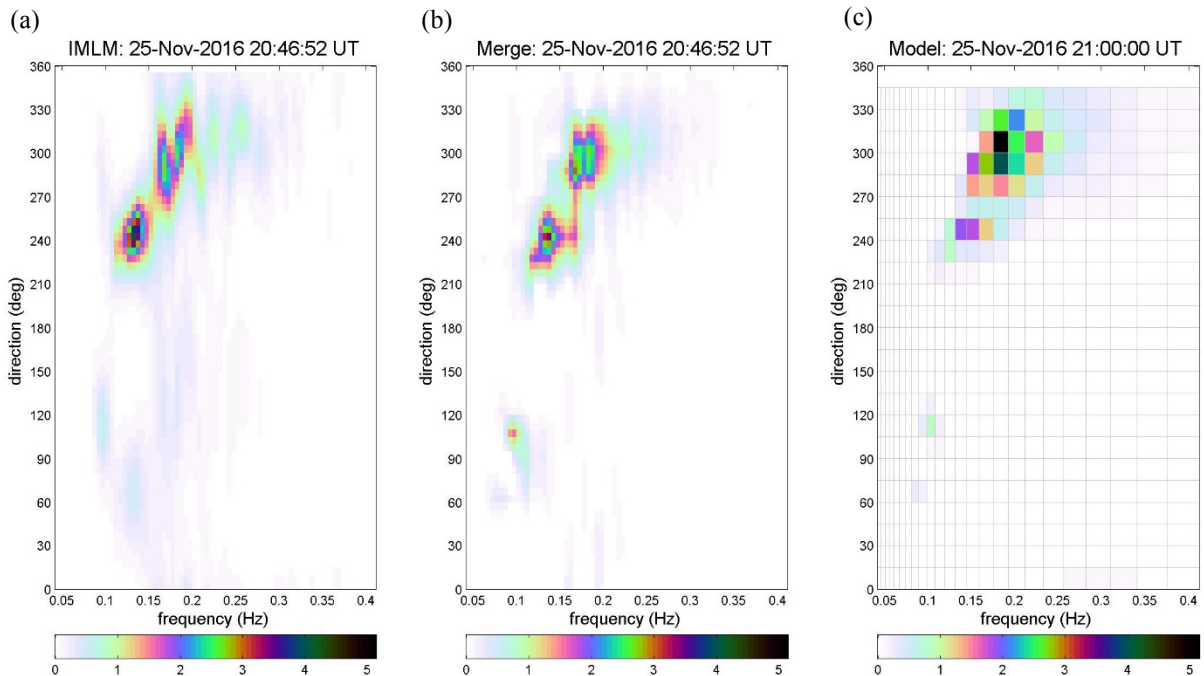 (a)
IMLM: 25-Nov-2016 20:46:52 UT
360
330
300
270
240
210
180
150
120
90
60
30
0
direction (deg)
0.05 0.1 0.15 0.2 0.25 0.3 0.35 0.4
frequency (Hz)
0 1 2 3 4 5
(b)
Merge: 25-Nov-2016 20:46:52 UT
360
330
300
270
240
210
180
150
120
90
60
30
0
direction (deg)
0.05 0.1 0.15 0.2 0.25 0.3 0.35 0.4
frequency (Hz)
0 1 2 3 4 5
(c)
Model: 25-Nov-2016 21:00:00 UT
360
330
300
270
240
210
180
150
120
90
60
30
0
direction (deg)
0.05 0.1 0.15 0.2 0.25 0.3 0.35 0.4
frequency (Hz)
0 1 2 3 4 5